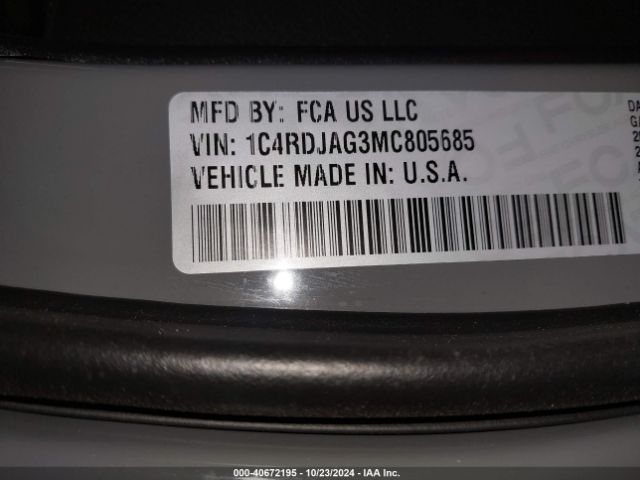 MFD BY: FCA US LLC
VIN: 1C4RDJAG3MC805685
VEHICLE MADE IN: U.S.A.
000-40672195 - 10/23/2024 - IAA Inc.